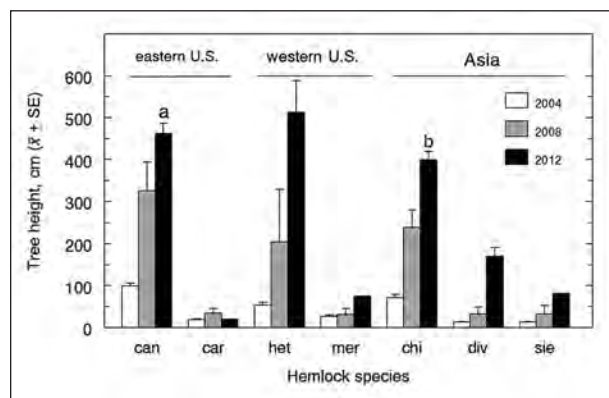 eastern U.S. western U.S. Asia
600
500
400
300
200
100
0
Tree height, cm (x̄ ± SE)
a
b
2004
2008
2012
can car het mer chi div sie
Hemlock species